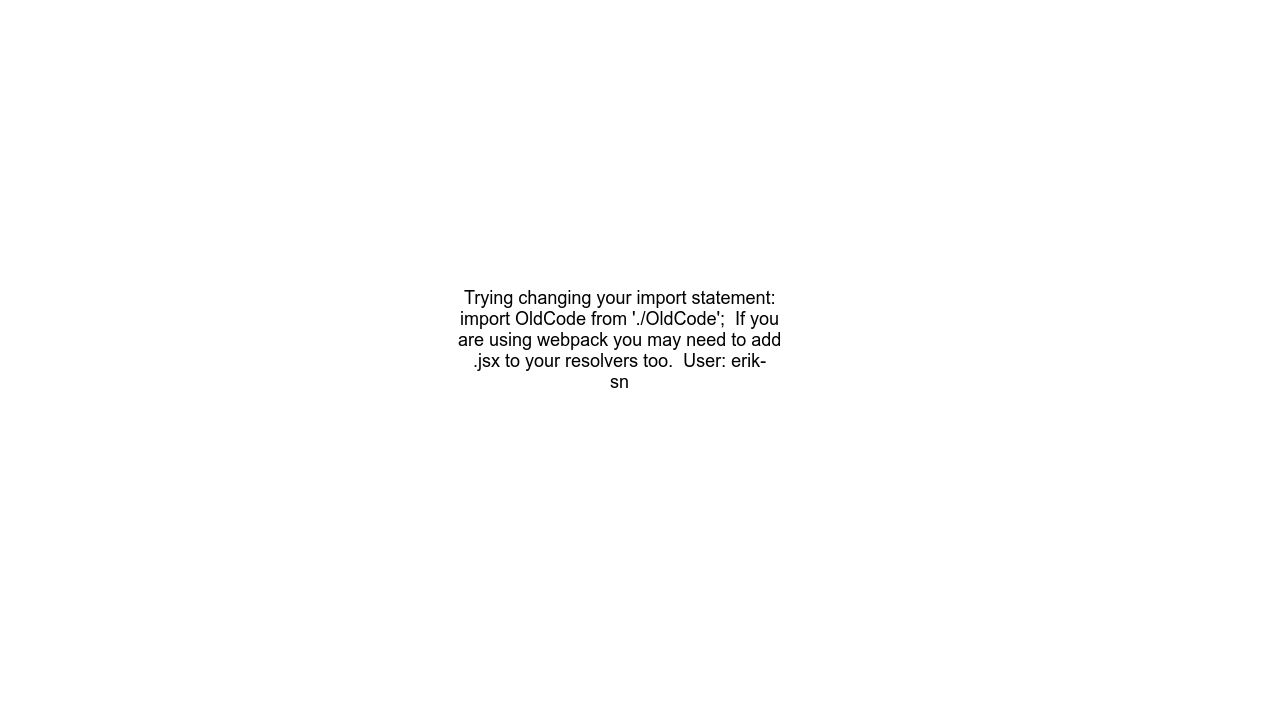 Trying changing your import statement:
import OldCode from './OldCode';  If you
are using webpack you may need to add
.jsx to your resolvers too.  User: erik-
sn